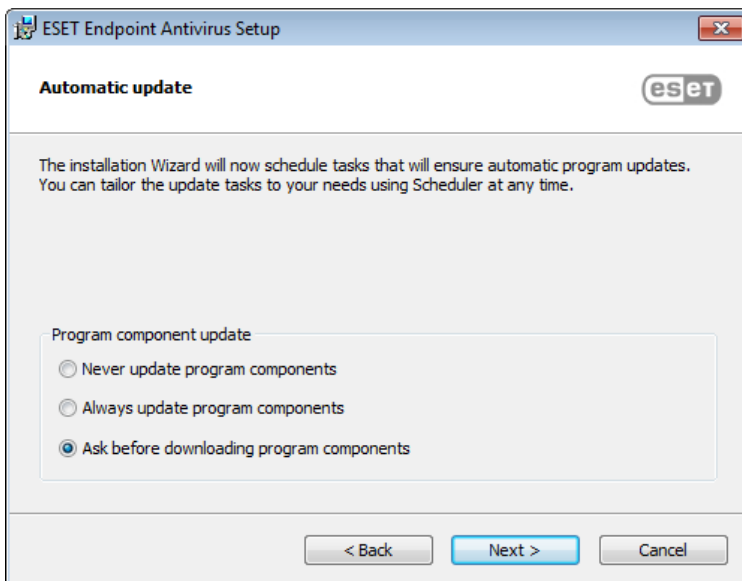 ESET Endpoint Antivirus Setup
Automatic update
eseT
The installation Wizard will now schedule tasks that will ensure automatic program updates.
You can tailor the update tasks to your needs using Scheduler at any time.
Program component update
Never update program components
Always update program components
Ask before downloading program components
< Back
Next >
Cancel